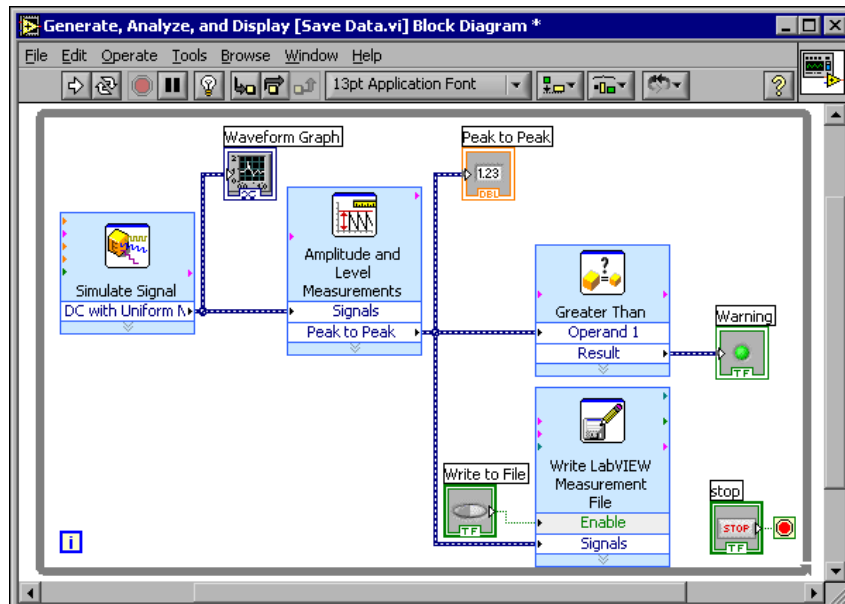 Generate, Analyze, and Display [Save Data.vi] Block Diagram *
File Edit Operate Tools Browse Window Help
13pt Application Font
Waveform Graph
Peak to Peak
1.23
DBL
Simulate Signal
DC with Uniform N
Amplitude and
Level
Measurements
Signals
Peak to Peak
?
Greater Than
Operand 1
Result
Warning
TF
Write to File
TF
Write LabVIEW
Measurement
File
Enable
Signals
stop
STOP
TF
i